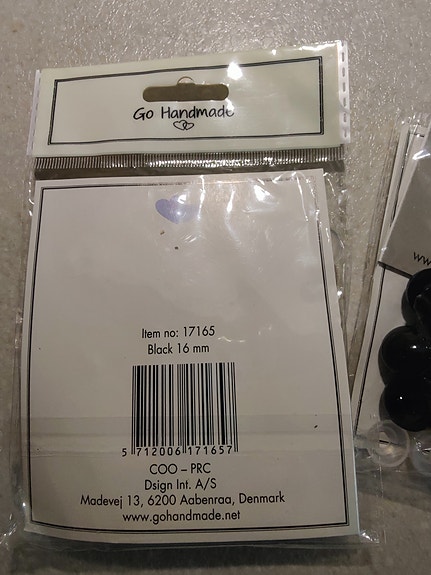 Go Handmade
Item no: 17165
Black 16 mm
5 712006 171657
COO – PRC
Dsign Int. A/S
Madevej 13, 6200 Aabenraa, Denmark
www.gohandmade.net